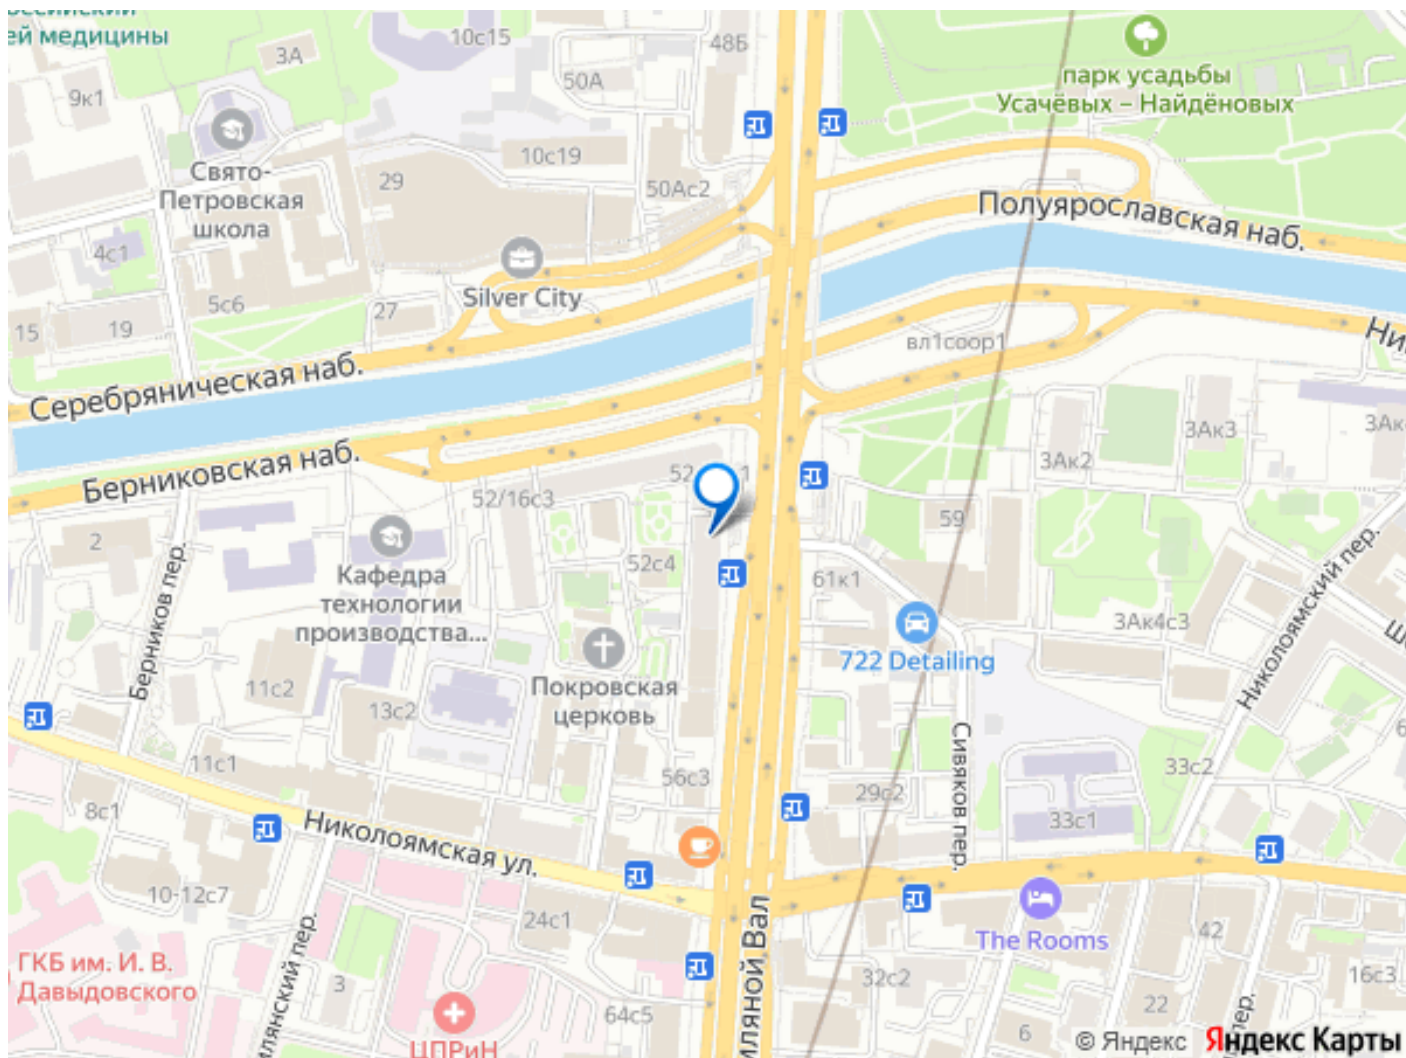 ей медицины
10с15
48Б
3А
50А
парк усадьбы
Усачёвых – Найдёновых
9к1
10с19
Свято-
Петровская
школа
29
50Ас2
Полуярославская наб.
4с1
Silver City
5с6
27
15
19
вл1соор1
Серебряническая наб.
Берниковская наб.
3Ак3
3Ак2
52/16с3
59
2
Кафедра
технологии
производства...
52с4
61к1
Берников пер.
722 Detailing
3Ак4с3
Николоямский пер.
Покровская
церковь
11с2
13с2
11с1
56с3
29с2
Сивяков пер.
33с2
33с1
8с1
Николоямская ул.
10-12с7
24с1
The Rooms
42
ГКБ им. И. В.
Давыдовского
3
32с2
16с3
22
64с5
6
пер.
ЦПРиН
© Яндекс
Яндекс Карты